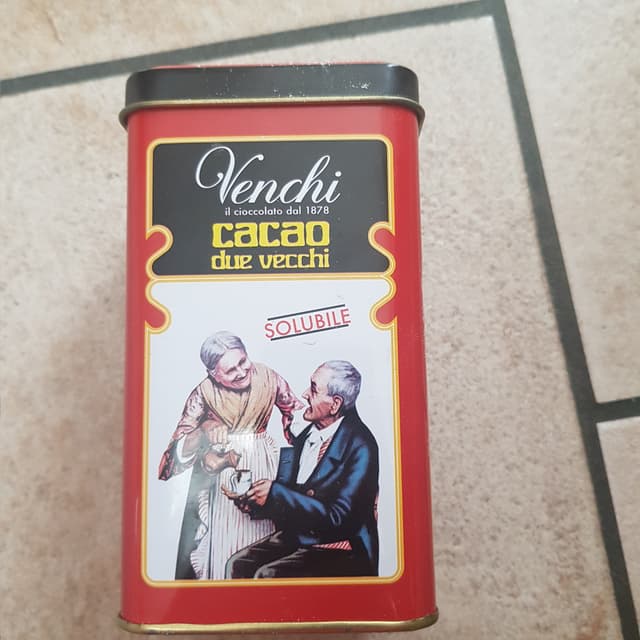 Venchi
il cioccolato dal 1878
cacao
due vecchi
SOLUBILE